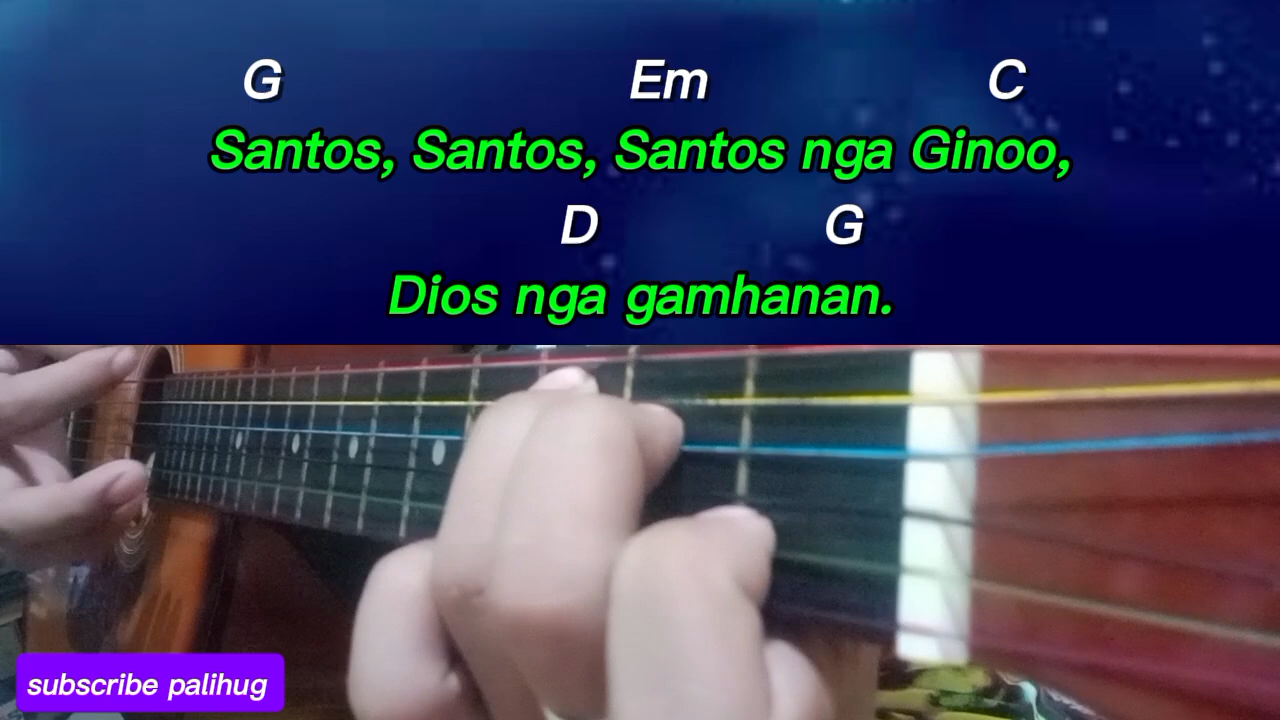 G Em C
Santos, Santos, Santos nga Ginoo,
D G
Dios nga gamhanan.
subscribe palihug